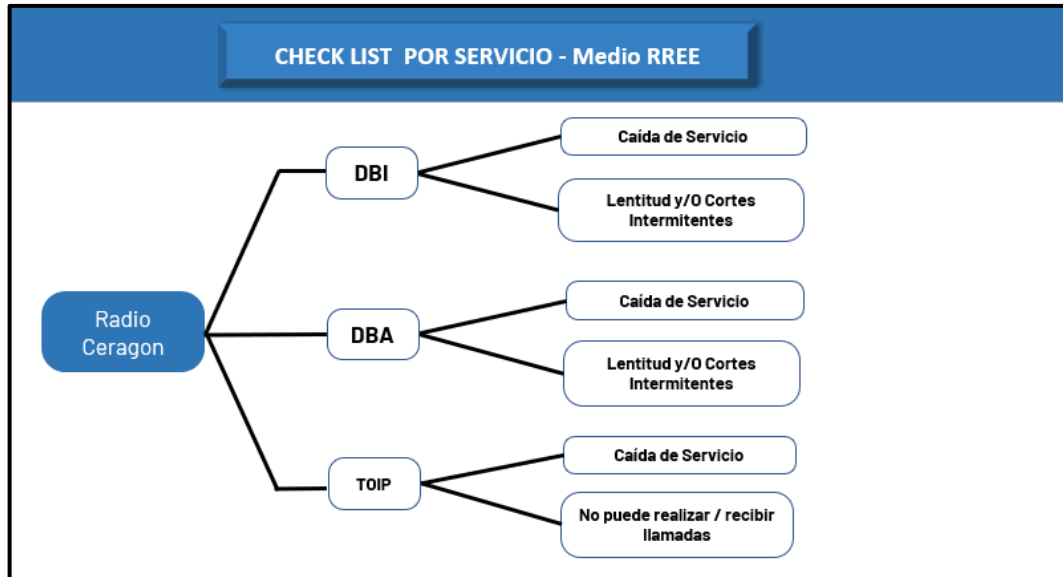 CHECK LIST POR SERVICIO - Medio RREE
Caída de Servicio
DBI
Lentitud y/O Cortes
Intermitentes
Radio
Ceragon
Caída de Servicio
DBA
Lentitud y/O Cortes
Intermitentes
Caída de Servicio
TOIP
No puede realizar / recibir
llamadas